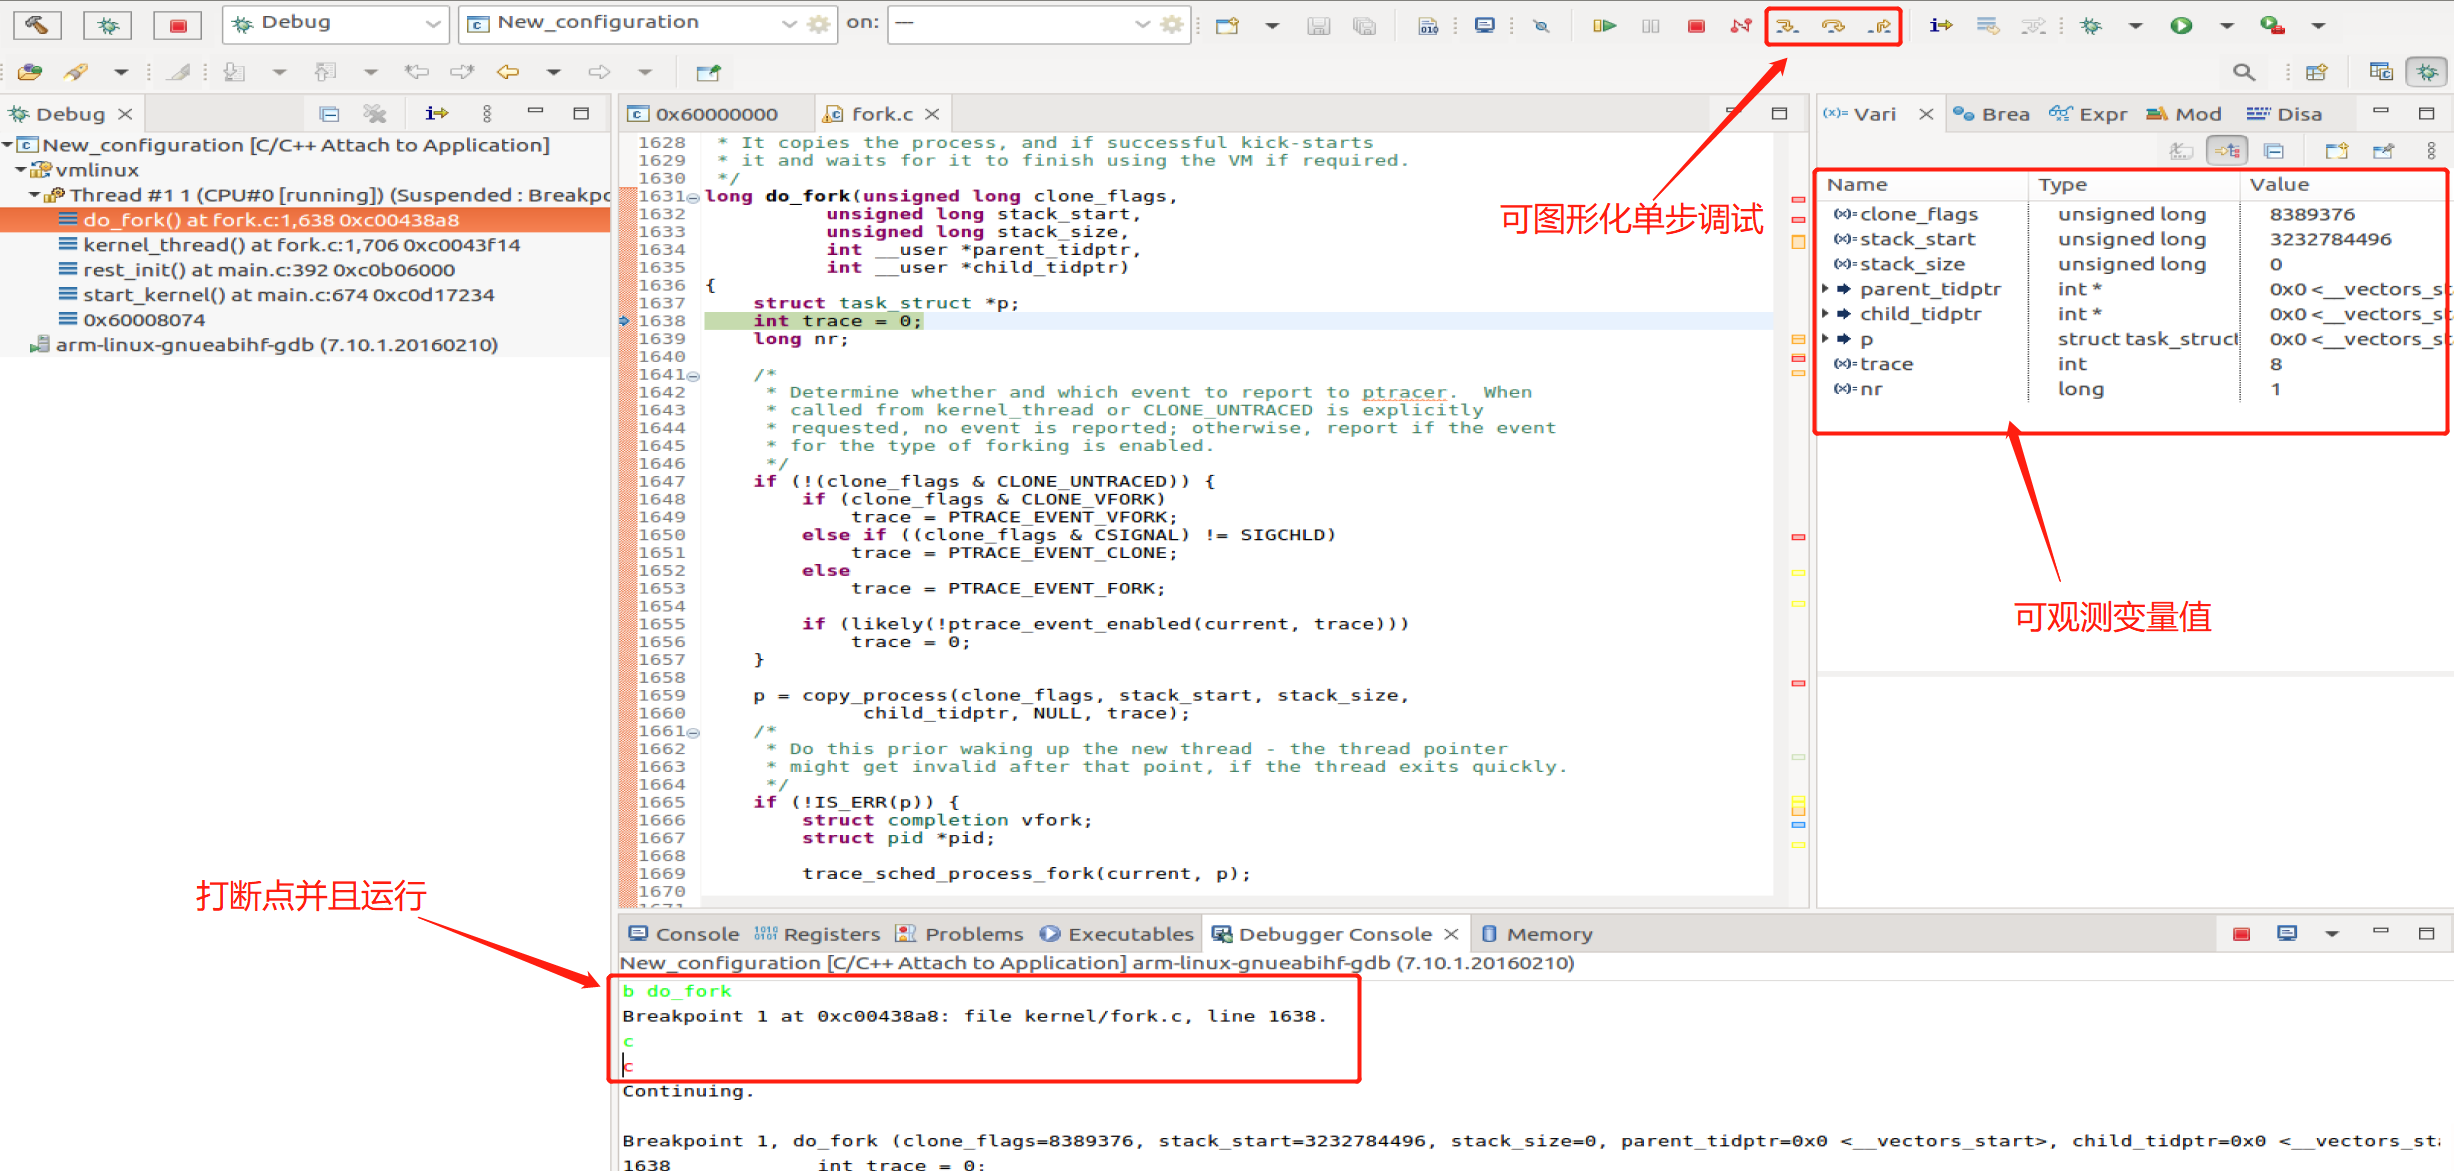 Debug
New_configuration
on:
---
Debug
New_configuration [C/C++ Attach to Application]
vmlinux
Thread #1 1 (CPU#0 [running]) (Suspended : Breakpo
do_fork() at fork.c:1,638 0xc00438a8
kernel_thread() at fork.c:1,706 0xc0043f14
rest_init() at main.c:392 0xc0b06000
start_kernel() at main.c:674 0xc0d17234
0x60008074
arm-linux-gnueabihf-gdb (7.10.1.20160210)
0x60000000
fork.c
1628 * It copies the process, and if successful kick-starts
1629 * it and waits for it to finish using the VM if required.
1630 */
1631 long do_fork(unsigned long clone_flags,
1632 unsigned long stack_start,
1633 unsigned long stack_size,
1634 int __user *parent_tidptr,
1635 int __user *child_tidptr)
1636 {
1637 struct task_struct *p;
1638 int trace = 0;
1639 long nr;
1640
1641 /*
1642 * Determine whether and which event to report to ptracer. When
1643 * called from kernel_thread or CLONE_UNTRACED is explicitly
1644 * requested, no event is reported; otherwise, report if the event
1645 * for the type of forking is enabled.
1646 */
1647 if (!(clone_flags & CLONE_UNTRACED)) {
1648 if (clone_flags & CLONE_VFORK)
1649 trace = PTRACE_EVENT_VFORK;
1650 else if ((clone_flags & CSIGNAL) != SIGCHLD)
1651 trace = PTRACE_EVENT_CLONE;
1652 else
1653 trace = PTRACE_EVENT_FORK;
1654
1655 if (likely(!ptrace_event_enabled(current, trace)))
1656 trace = 0;
1657 }
1658
1659 p = copy_process(clone_flags, stack_start, stack_size,
1660 child_tidptr, NULL, trace);
1661 /*
1662 * Do this prior waking up the new thread - the thread pointer
1663 * might get invalid after that point, if the thread exits quickly.
1664 */
1665 if (!IS_ERR(p)) {
1666 struct completion vfork;
1667 struct pid *pid;
1668
1669 trace_sched_process_fork(current, p);
1670
1671
可图形化单步调试
Vari
Brea
Expr
Mod
Disa
Name Type Value
clone_flags unsigned long 8389376
stack_start unsigned long 3232784496
stack_size unsigned long 0
parent_tidptr int * 0x0 <__vectors_st
child_tidptr int * 0x0 <__vectors_st
p struct task_struct 0x0 <__vectors_st
trace int 8
nr long 1
可观测变量值
打断点并且运行
Console
Registers
Problems
Executables
Debugger Console
Memory
New_configuration [C/C++ Attach to Application] arm-linux-gnueabihf-gdb (7.10.1.20160210)
b do_fork
Breakpoint 1 at 0xc00438a8: file kernel/fork.c, line 1638.
c
c
Continuing.
Breakpoint 1, do_fork (clone_flags=8389376, stack_start=3232784496, stack_size=0, parent_tidptr=0x0 <__vectors_start>, child_tidptr=0x0 <__vectors_sta
1638 int trace = 0;